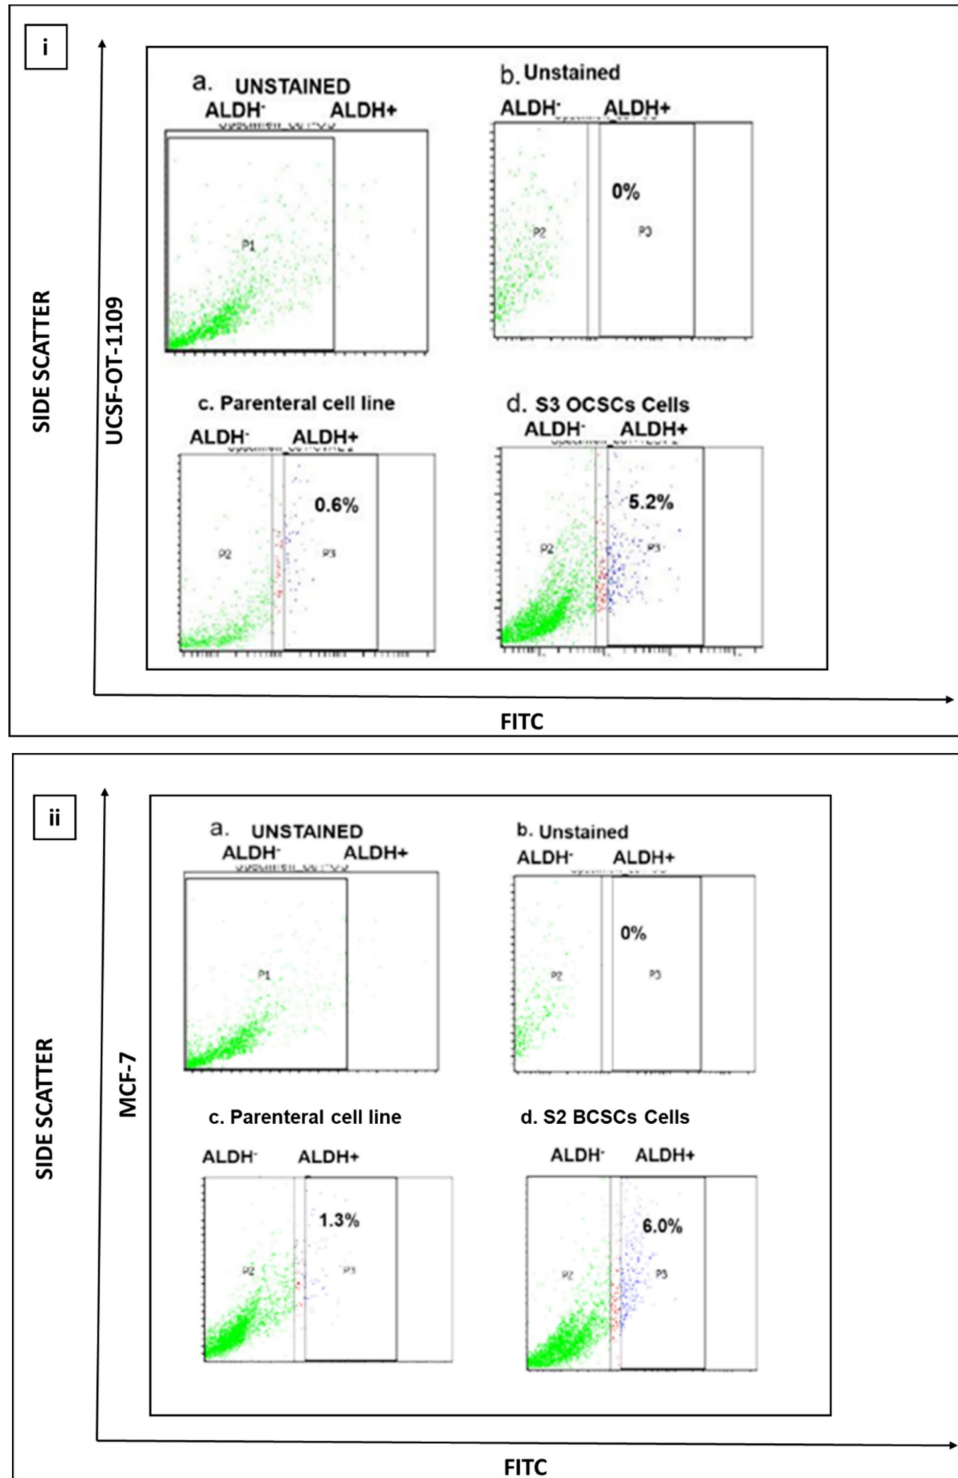 i
SIDE SCATTER
UCSF-OT-1109
a. UNSTAINED
ALDH- ALDH+
P1
b. Unstained
ALDH- ALDH+
0%
P2 P3
c. Parenteral cell line
ALDH- ALDH+
0.6%
P2 P3
d. S3 OCSCs Cells
ALDH- ALDH+
5.2%
P2 P3
FITC
ii
SIDE SCATTER
MCF-7
a. UNSTAINED
ALDH- ALDH+
P1
b. Unstained
ALDH- ALDH+
0%
P2 P3
c. Parenteral cell line
ALDH- ALDH+
1.3%
P2 P3
d. S2 BCSCs Cells
ALDH- ALDH+
6.0%
P2 P3
FITC